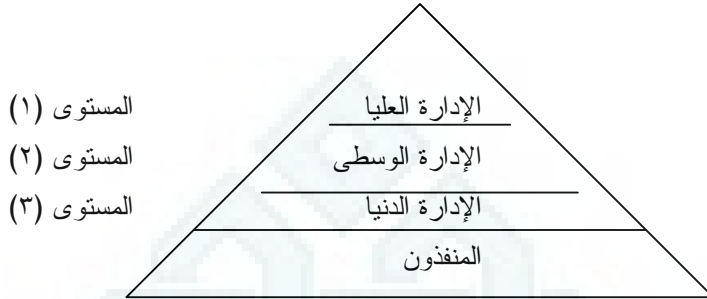 الإدارة العليا المستوى (١)
الإدارة الوسطى المستوى (٢)
الإدارة الدنيا المستوى (٣)
المنفذون